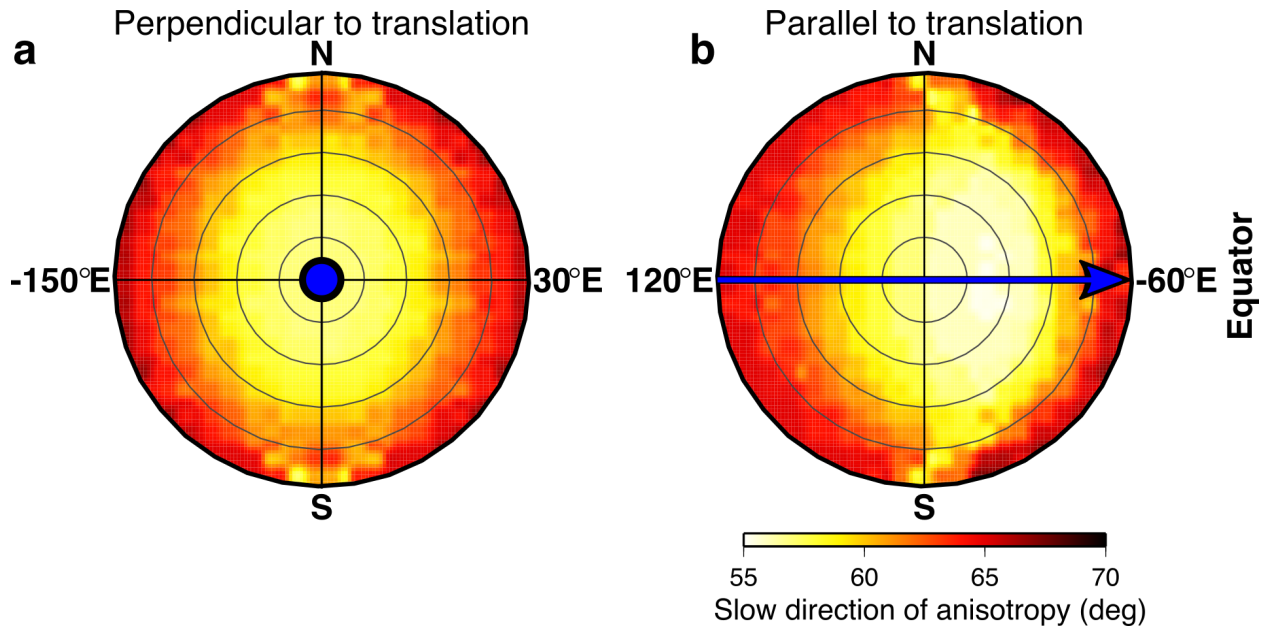 Perpendicular to translation
Parallel to translation
a
b
N
N
-150°E
30°E
120°E
-60°E
Equator
S
S
55 60 65 70
Slow direction of anisotropy (deg)